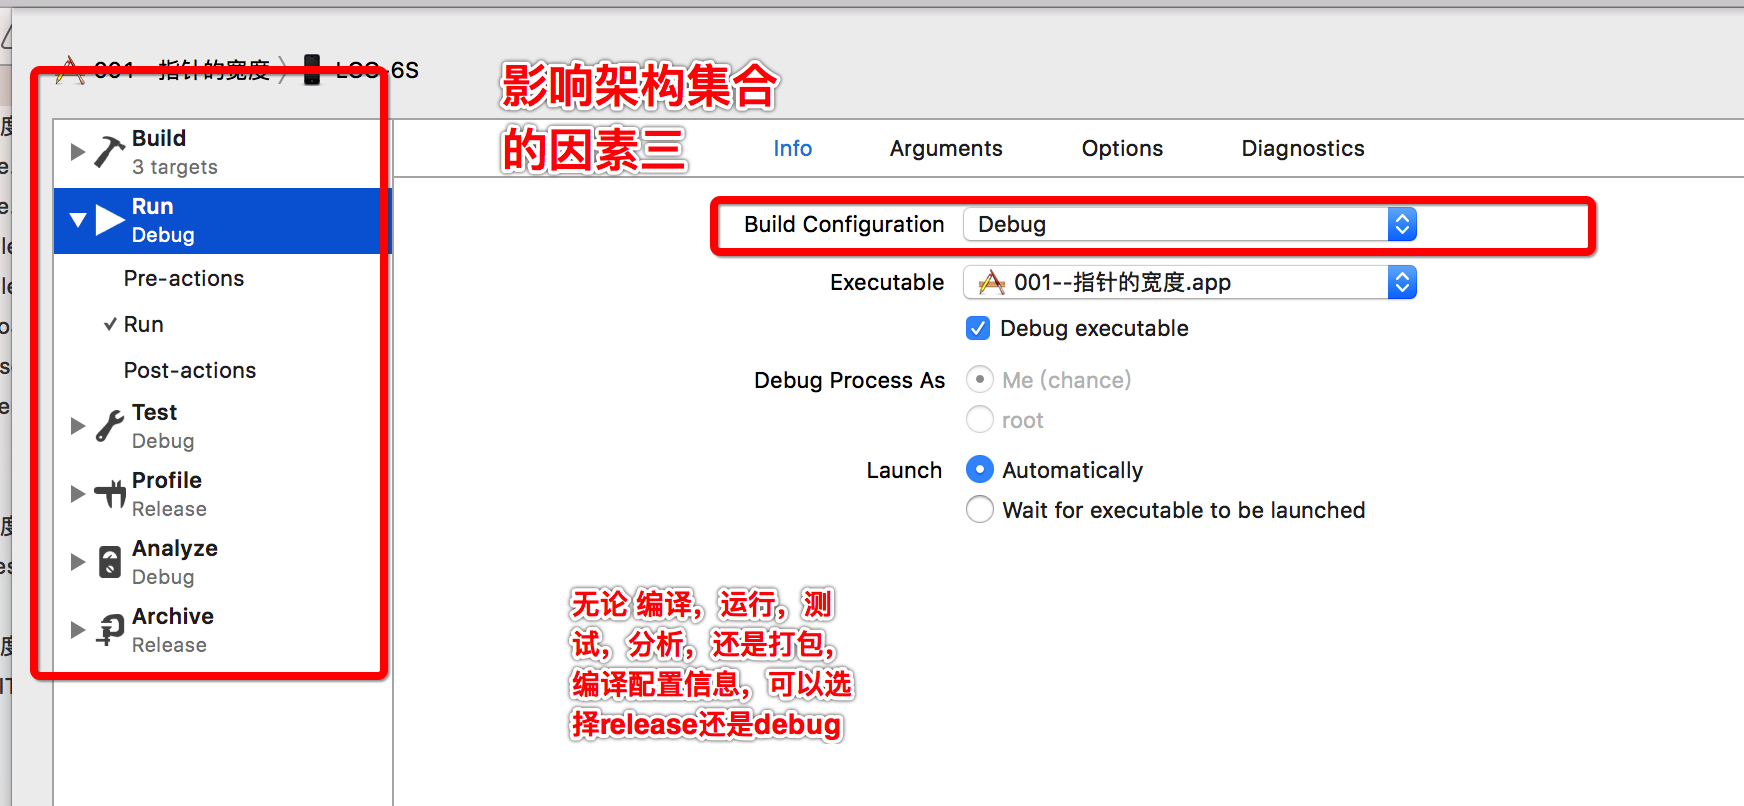 001--指针的宽度 〉 LGC-6S
影响架构集合
的因素三
Build
3 targets
Run
Debug
Pre-actions
Run
Post-actions
Test
Debug
Profile
Release
Analyze
Debug
Archive
Release
Info Arguments Options Diagnostics
Build Configuration Debug
Executable 001--指针的宽度.app
Debug executable
Debug Process As Me (chance)
root
Launch Automatically
Wait for executable to be launched
无论 编译，运行，测
试，分析，还是打包，
编译配置信息，可以选
择release还是debug